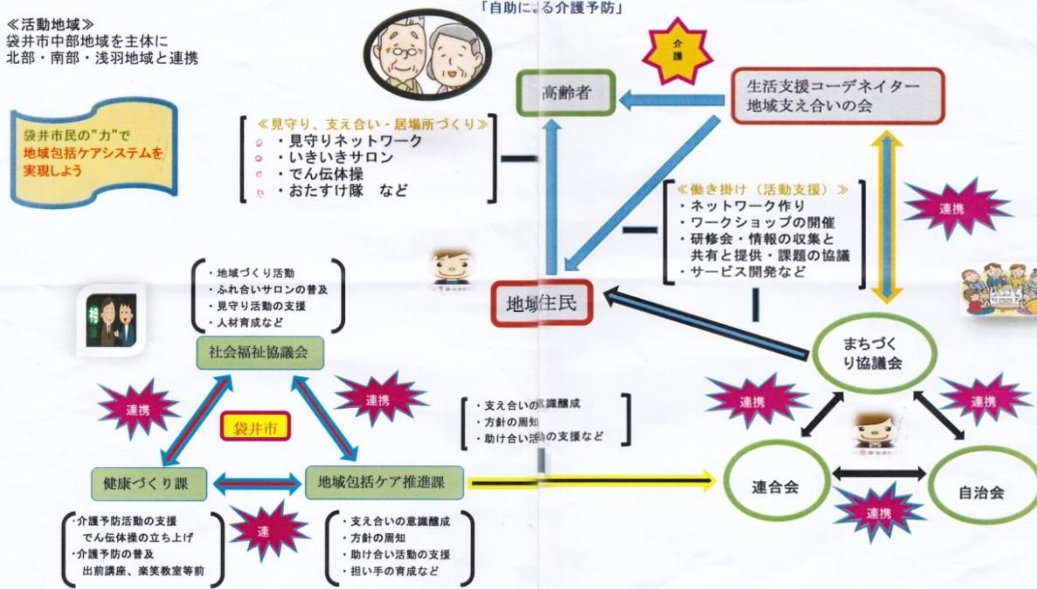 「自助による介護予防」
≪活動地域≫
袋井市中部地域を主体に
北部・南部・浅羽地域と連携
袋井市民の"力"で
地域包括ケアシステムを
実現しよう
≪見守り、支え合い・居場所づくり≫
・見守りネットワーク
・いきいきサロン
・でん伝体操
・おたすけ隊 など
高齢者
介護
生活支援コーデネイター
地域支え合いの会
≪働き掛け（活動支援）≫
・ネットワーク作り
・ワークショップの開催
・研修会・情報の収集と
共有と提供・課題の協議
・サービス開発など
連携
地域住民
・地域づくり活動
・ふれ合いサロンの普及
・見守り活動の支援
・人材育成など
相
社会福祉協議会
連携
連携
袋井市
健康づくり課
地域包括ケア推進課
連
・介護予防活動の支援
でん伝体操の立ち上げ
・介護予防の普及
出前講座、楽笑教室等前
・支え合いの意識醸成
・方針の周知
・助け合い活動の支援
・担い手の育成など
・支え合いの意識醸成
・方針の周知
・助け合い活動の支援など
まちづく
り協議会
連携
連携
連合会
自治会
連携